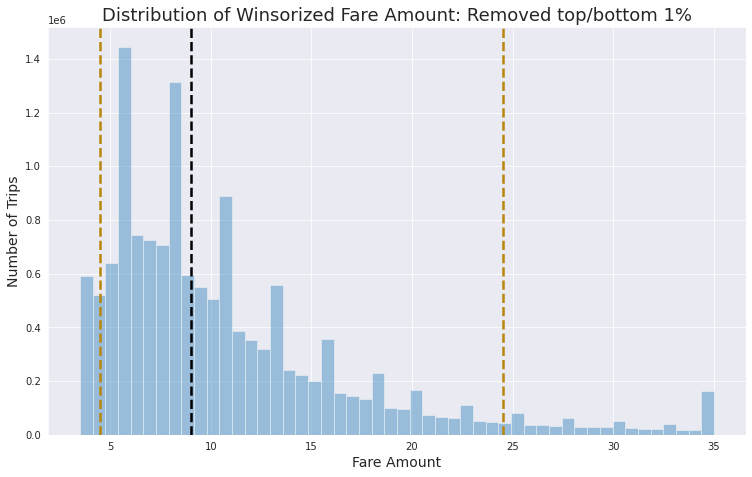 Distribution of Winsorized Fare Amount: Removed top/bottom 1%
1e6
1.4
1.2
1.0
0.8
0.6
0.4
0.2
0.0
Number of Trips
5 10 15 20 25 30 35
Fare Amount